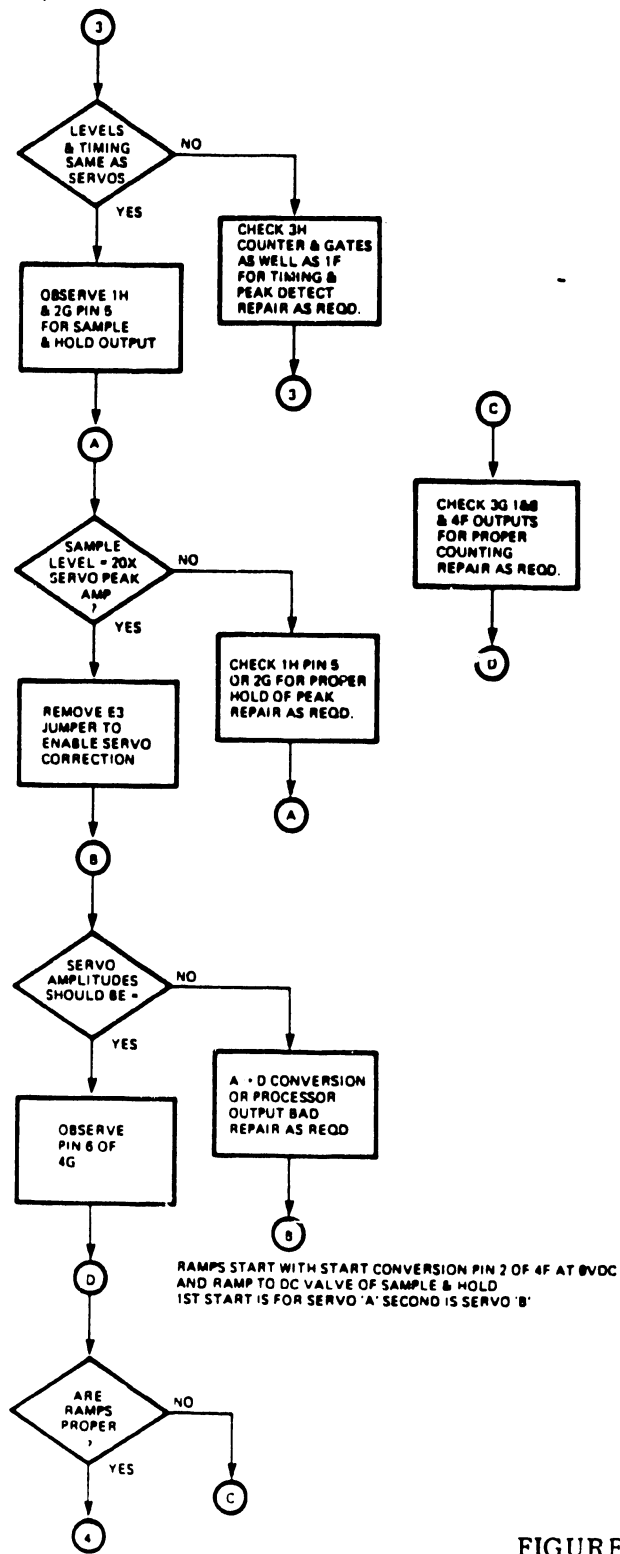 3
LEVELS
& TIMING
SAME AS
SERVOS
NO
YES
CHECK 3H
COUNTER & GATES
AS WELL AS 1F
FOR TIMING &
PEAK DETECT
REPAIR AS REQD.
3
OBSERVE 1H
& 2G PIN 5
FOR SAMPLE
& HOLD OUTPUT
A
SAMPLE
LEVEL = 20X
SERVO PEAK
AMP
?
NO
YES
CHECK 1H PIN 5
OR 2G FOR PROPER
HOLD OF PEAK
REPAIR AS REQD.
A
REMOVE E3
JUMPER TO
ENABLE SERVO
CORRECTION
B
SERVO
AMPLITUDES
SHOULD BE =
NO
YES
A - D CONVERSION
OR PROCESSOR
OUTPUT BAD
REPAIR AS REQD
B
OBSERVE
PIN 6 OF
4G
D
RAMPS START WITH START CONVERSION PIN 2 OF 4F AT 0VDC
AND RAMP TO DC VALVE OF SAMPLE & HOLD
1ST START IS FOR SERVO 'A' SECOND IS SERVO 'B'
ARE
RAMPS
PROPER
?
NO
YES
C
4
C
CHECK 3G 1&8
& 4F OUTPUTS
FOR PROPER
COUNTING
REPAIR AS REQD.
D
FIGURE